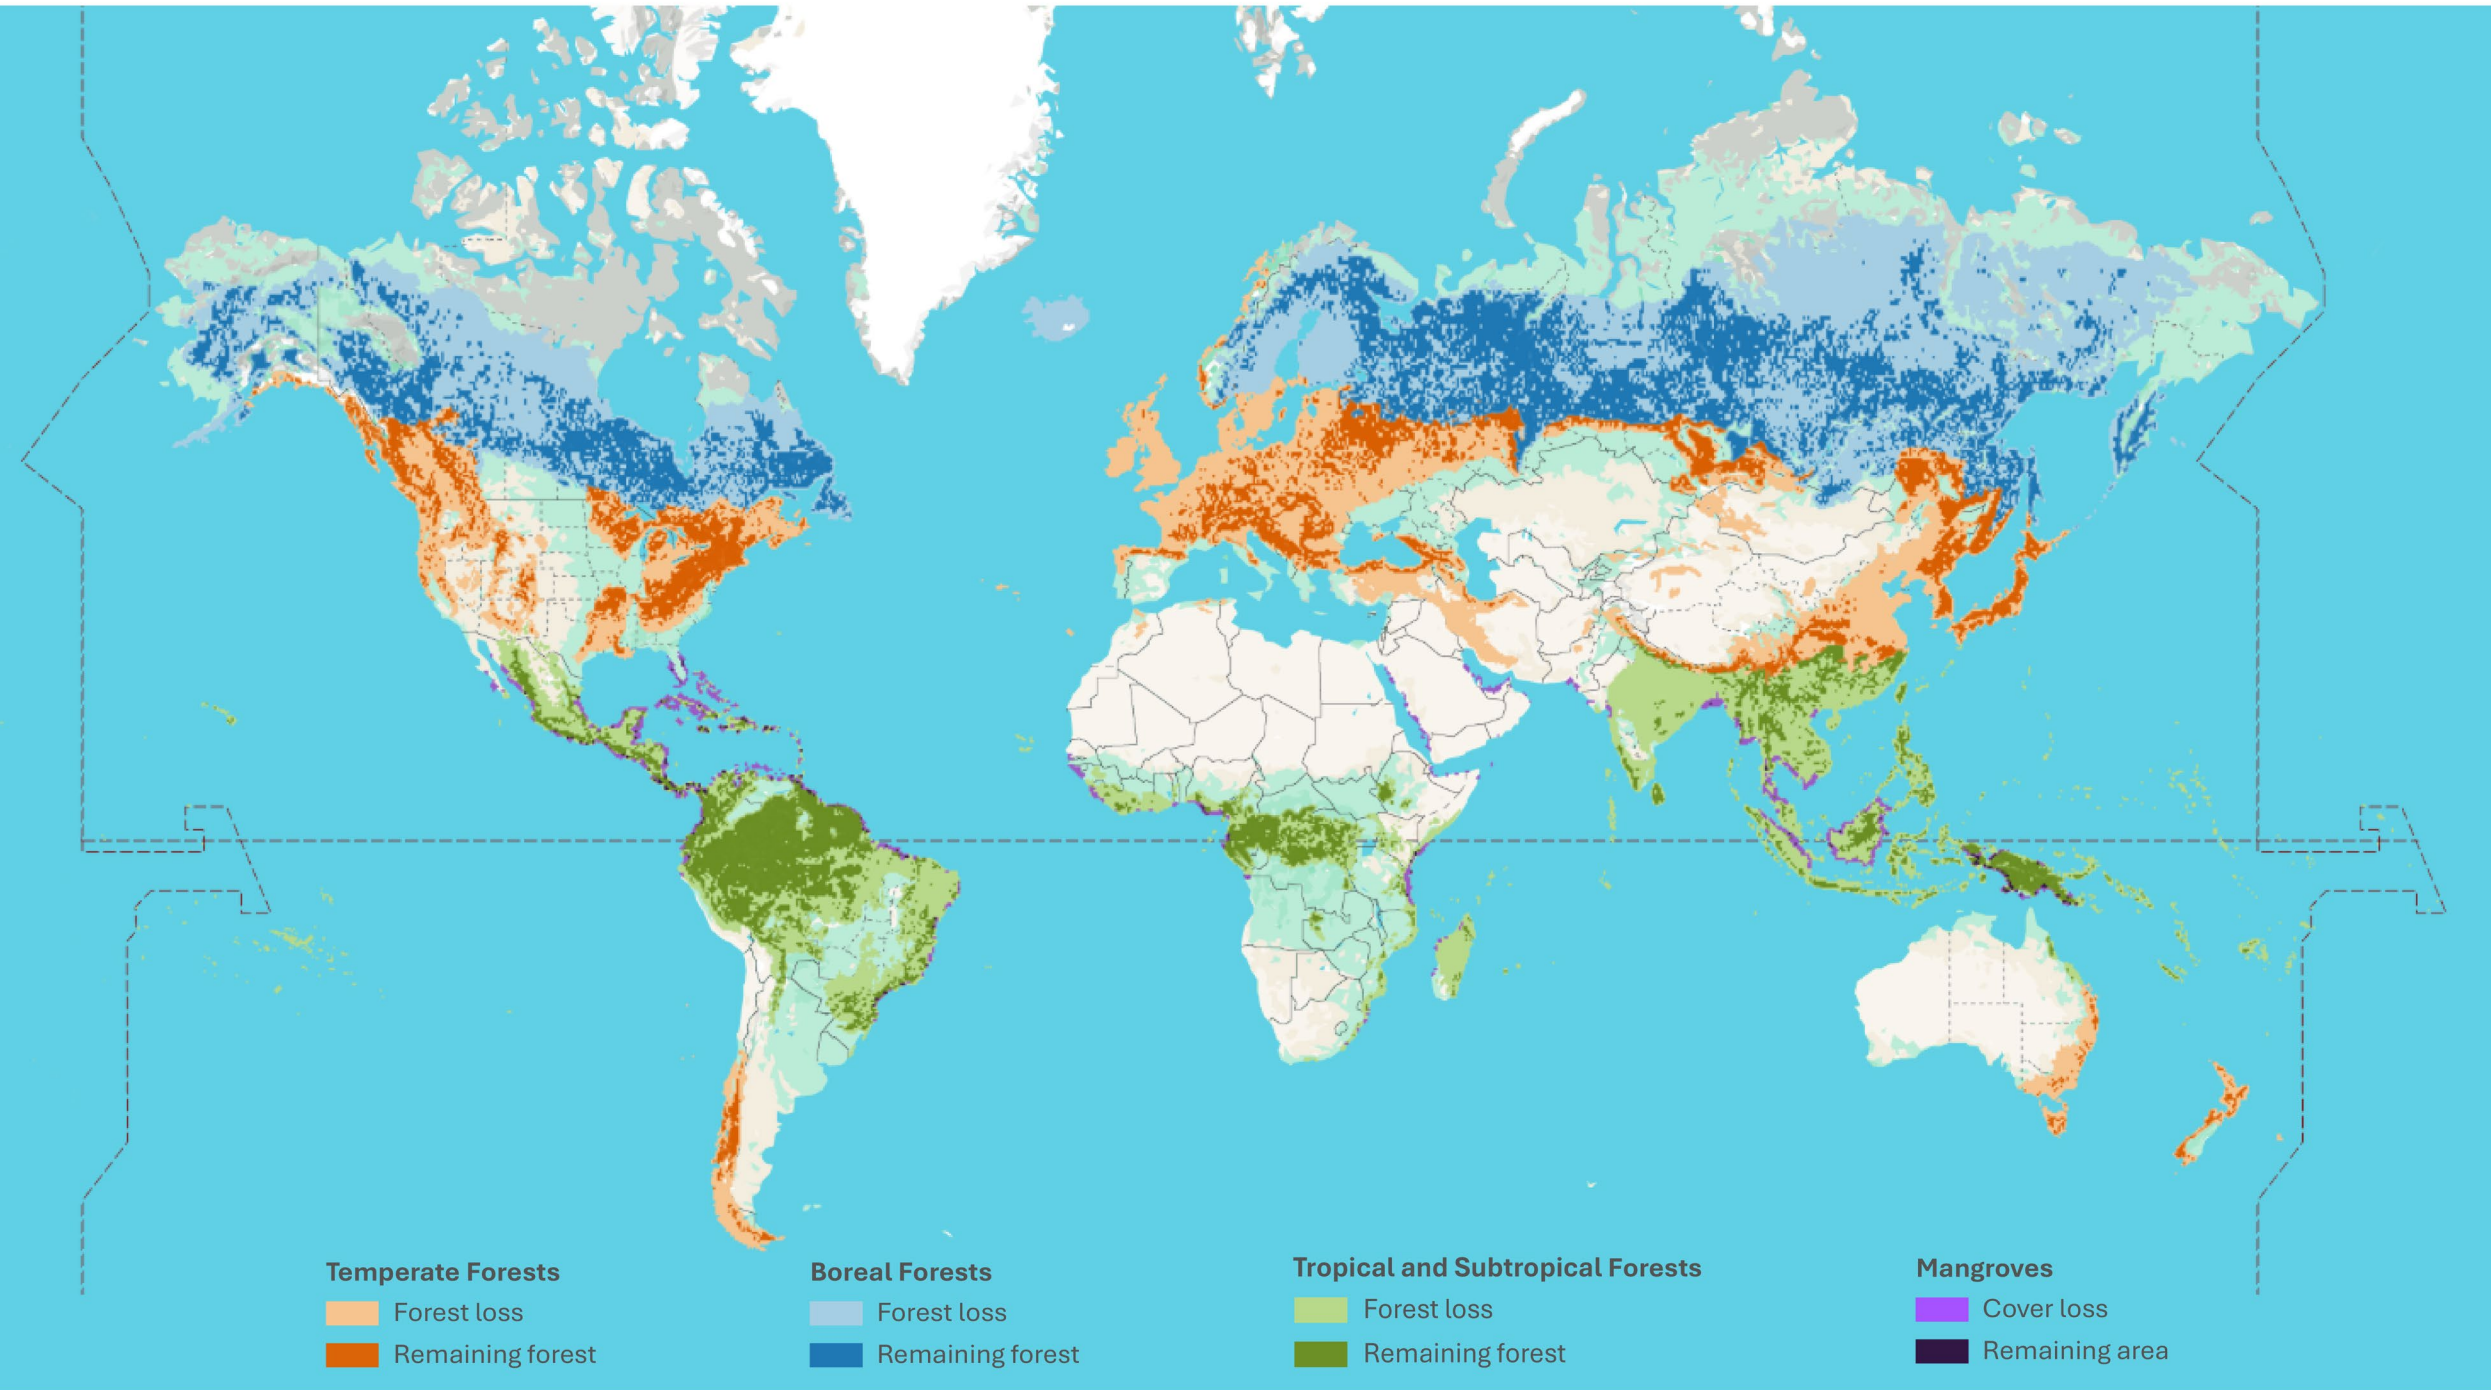 Temperate Forests
Forest loss
Remaining forest
Boreal Forests
Forest loss
Remaining forest
Tropical and Subtropical Forests
Forest loss
Remaining forest
Mangroves
Cover loss
Remaining area